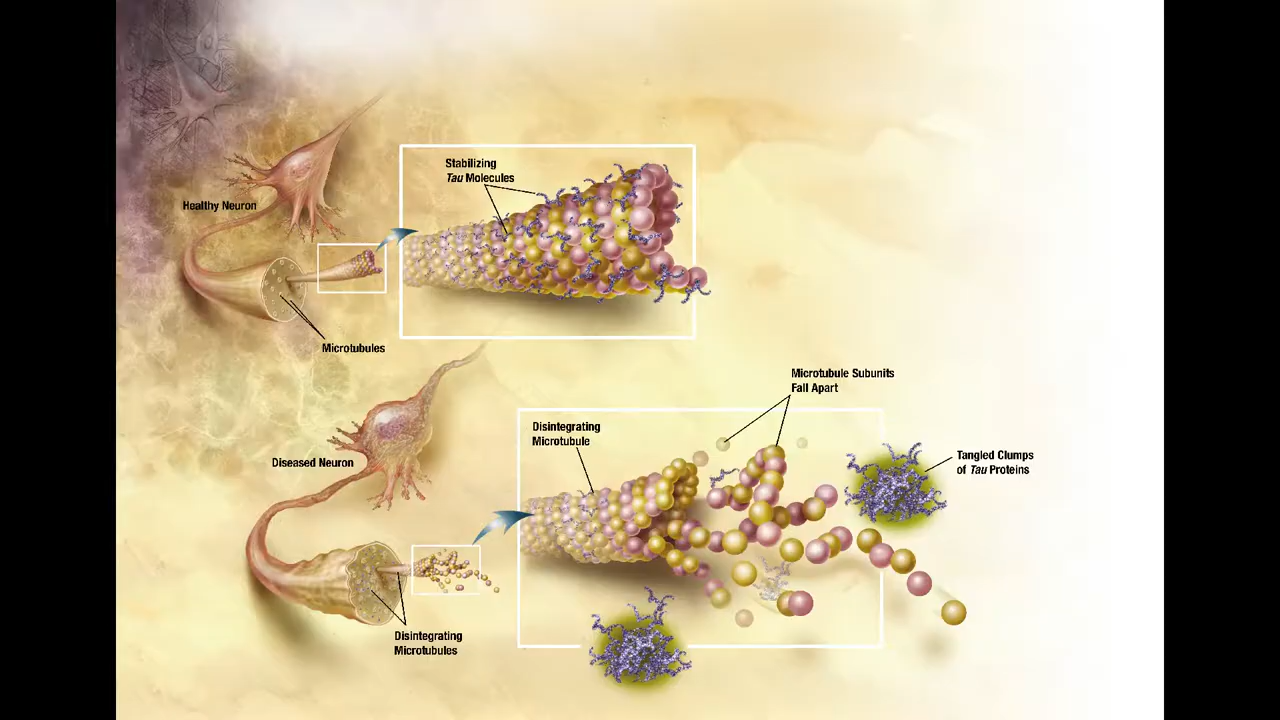 Stabilizing
Tau Molecules
Healthy Neuron
Microtubules
Microtubule Subunits
Fall Apart
Disintegrating
Microtubule
Diseased Neuron
Tangled Clumps
of Tau Proteins
Disintegrating
Microtubules